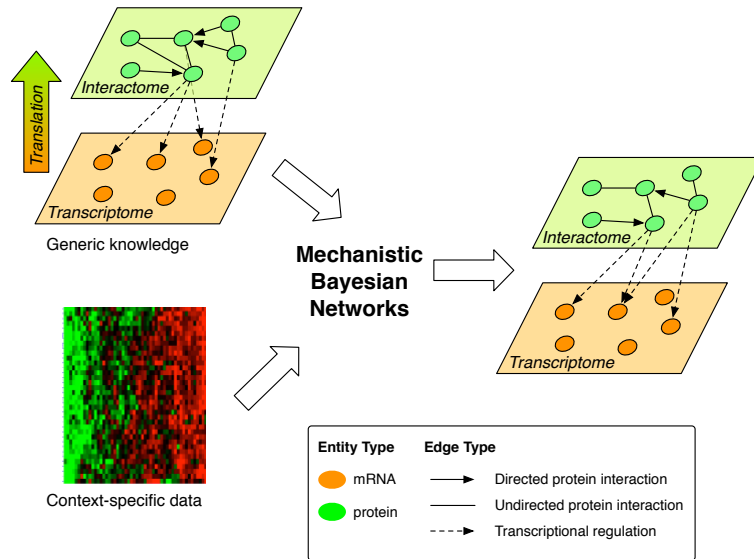 Translation
Interactome
Transcriptome
Generic knowledge
Context-specific data
Mechanistic
Bayesian
Networks
Interactome
Transcriptome
Entity Type Edge Type
mRNA Directed protein interaction
protein Undirected protein interaction
Transcriptional regulation